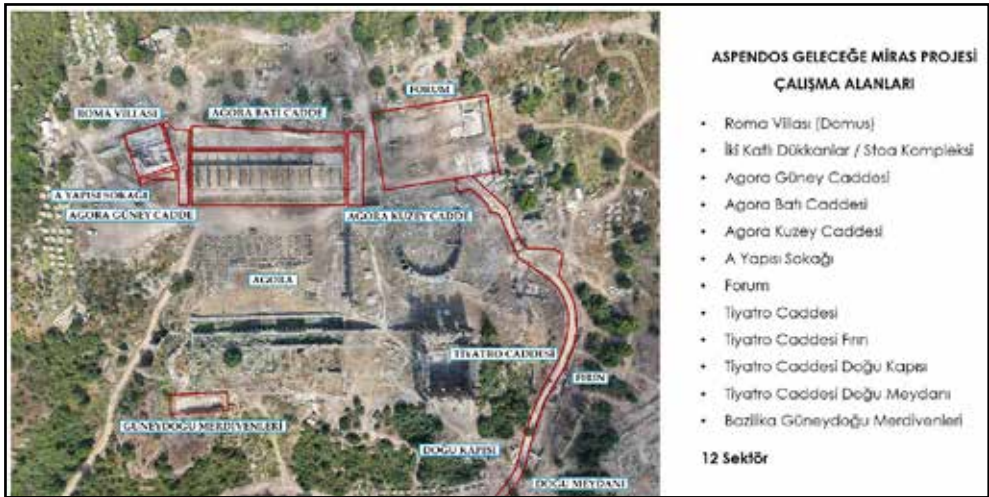 ROMA VILLASI
AGORA BATI CADDE
FORUM
A YAPISI SOKAĞI
AGORA GÜNEY CADDE
AGORA KUZEY CADDE
AGORA
TİYATRO CADDESİ
FIRIN
GÜNEYDOĞU MERDİVENLERİ
DOĞU KAPISI
DOĞU MEYDANI
ASPENDOS GELECEĞE MİRAS PROJESİ
ÇALIŞMA ALANLARI
• Roma Villası (Domus)
• İki Katlı Dükkanlar / Stoa Kompleksi
• Agora Güney Caddesi
• Agora Batı Caddesi
• Agora Kuzey Caddesi
• A Yapısı Sokağı
• Forum
• Tiyatro Caddesi
• Tiyatro Caddesi Fırın
• Tiyatro Caddesi Doğu Kapısı
• Tiyatro Caddesi Doğu Meydanı
• Bazilika Güneydoğu Merdivenleri
12 Sektör